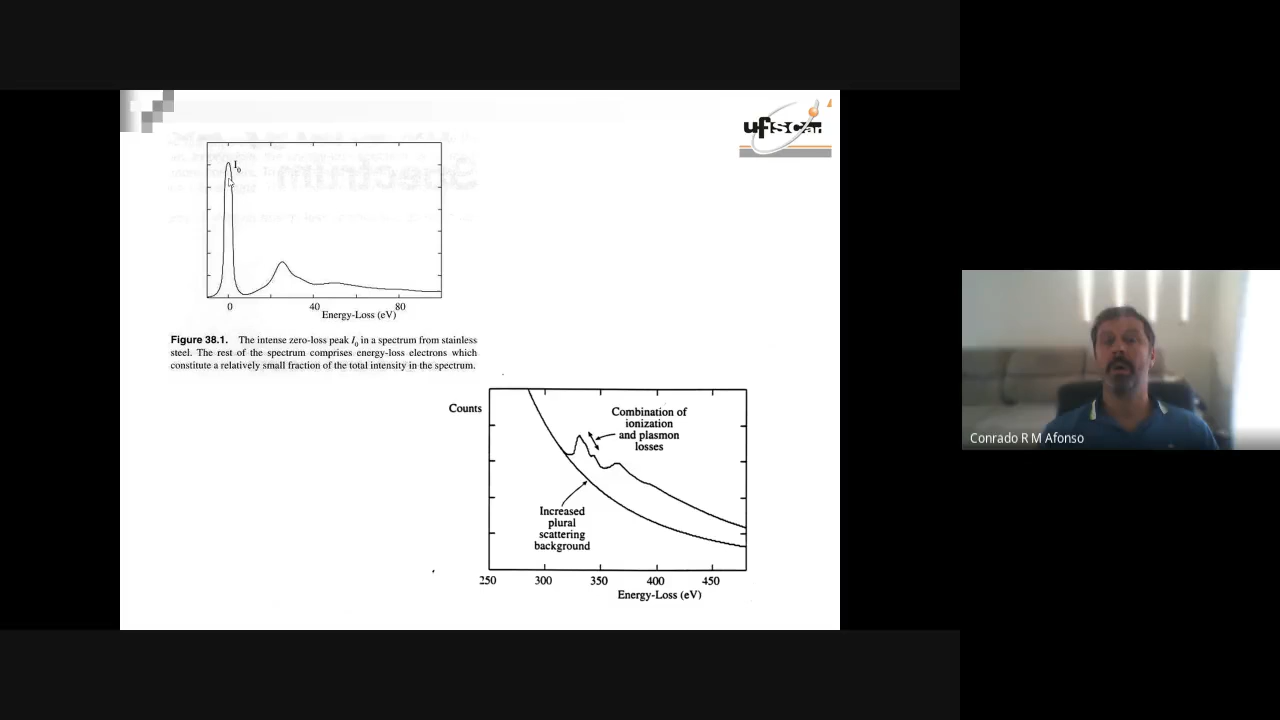 ufscar
I0
0
40
80
Energy-Loss (eV)
Figure 38.1. The intense zero-loss peak I0 in a spectrum from stainless
steel. The rest of the spectrum comprises energy-loss electrons which
constitute a relatively small fraction of the total intensity in the spectrum.
Counts
Combination of
ionization
and plasmon
losses
Increased
plural
scattering
background
250
300
350
400
450
Energy-Loss (eV)
Conrado R M Afonso